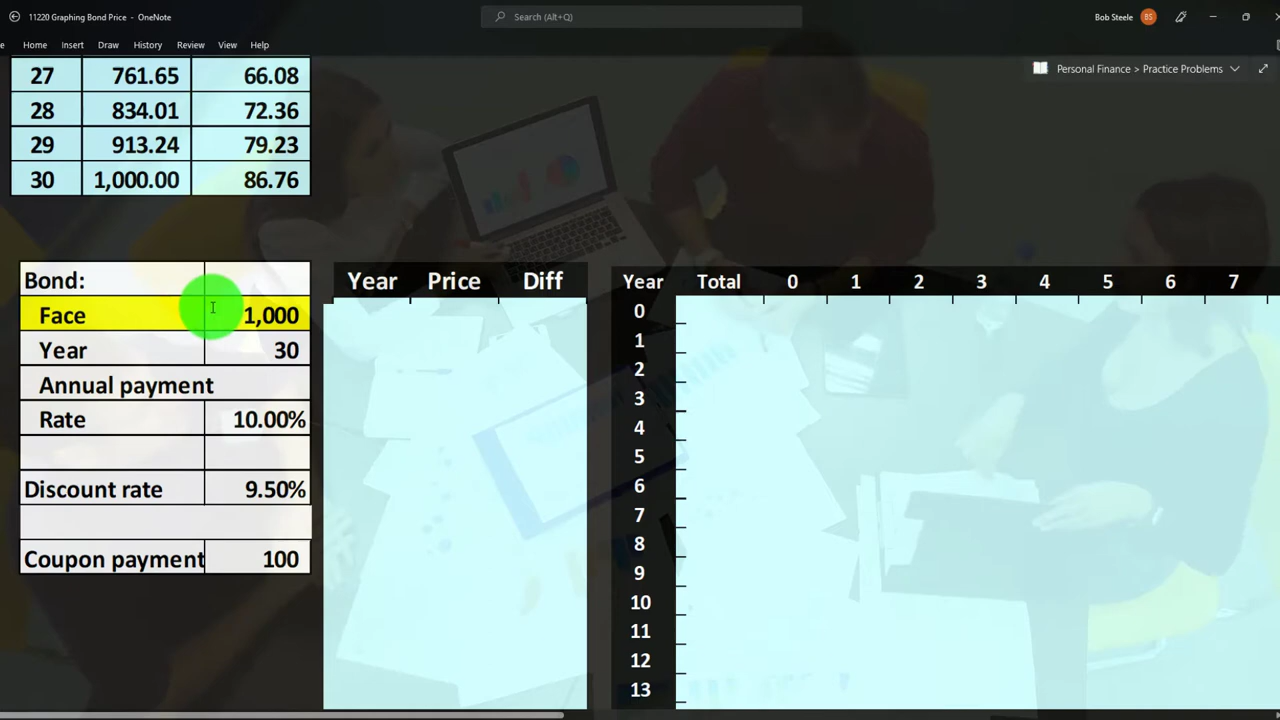 11220 Graphing Bond Price - OneNote
Search (Alt+Q)
Bob Steele BS
e Home Insert Draw History Review View Help
Personal Finance > Practice Problems
27 761.65 66.08
28 834.01 72.36
29 913.24 79.23
30 1,000.00 86.76
Bond:
Face 1,000
Year 30
Annual payment
Rate 10.00%
Discount rate 9.50%
Coupon payment 100
Year Price Diff
Year Total 0 1 2 3 4 5 6 7
0
1
2
3
4
5
6
7
8
9
10
11
12
13